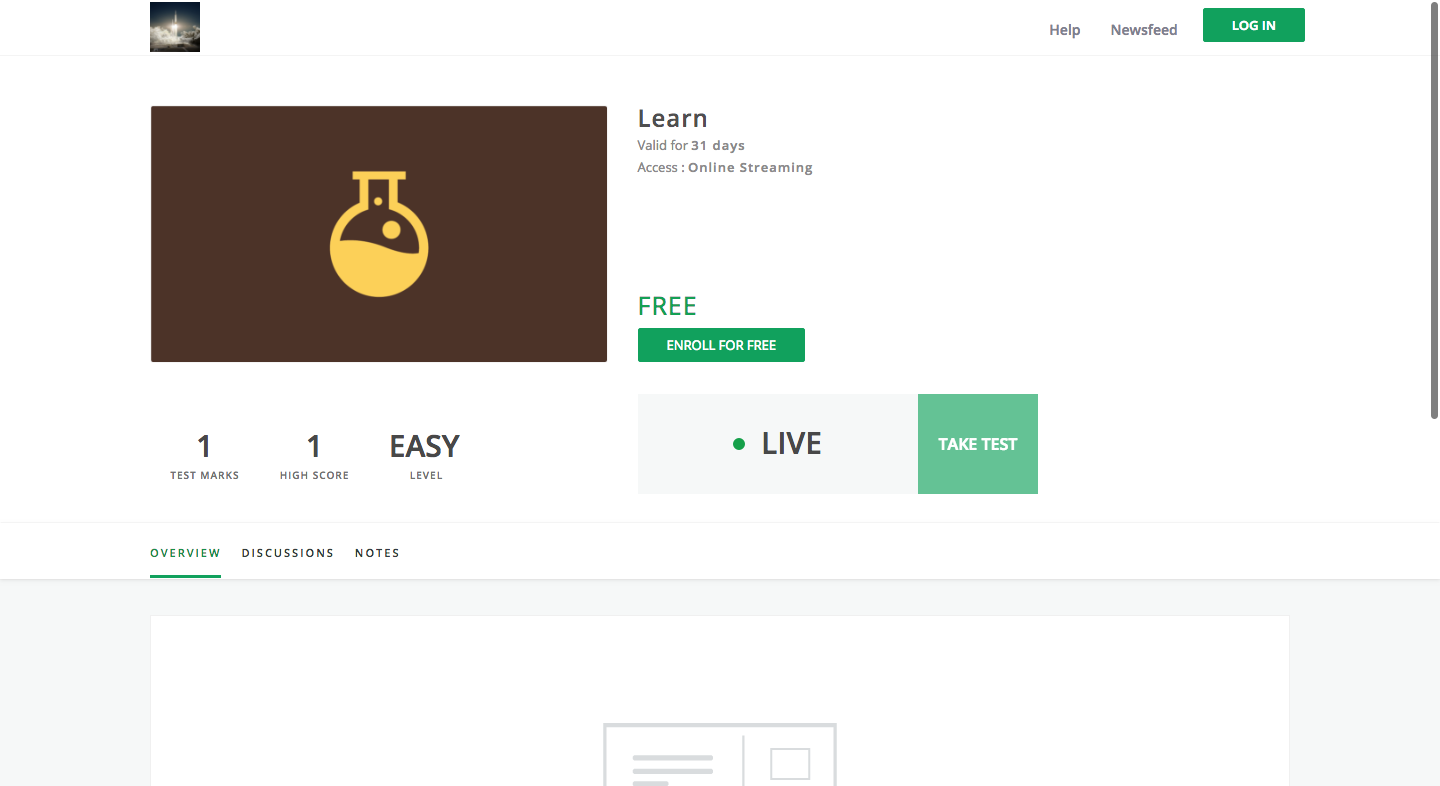 Help
Newsfeed
LOG IN
Learn
Valid for 31 days
Access : Online Streaming
FREE
ENROLL FOR FREE
1
TEST MARKS
1
HIGH SCORE
EASY
LEVEL
LIVE
TAKE TEST
OVERVIEW
DISCUSSIONS
NOTES